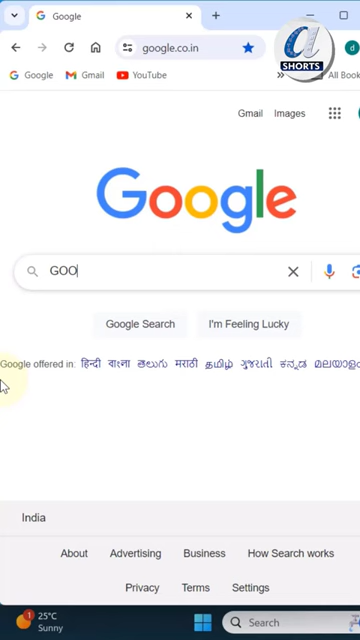 Google
google.co.in
a
SHORTS
d
Google Gmail YouTube » All Book
Gmail Images
Google
GOO
Google Search I'm Feeling Lucky
Google offered in: हिन्दी বাংলা తెలుగు मराठी தமிழ் ગુજરાતી ಕನ್ನಡ മലയാളം
India
About Advertising Business How Search works
Privacy Terms Settings
1
25°C
Sunny
Search